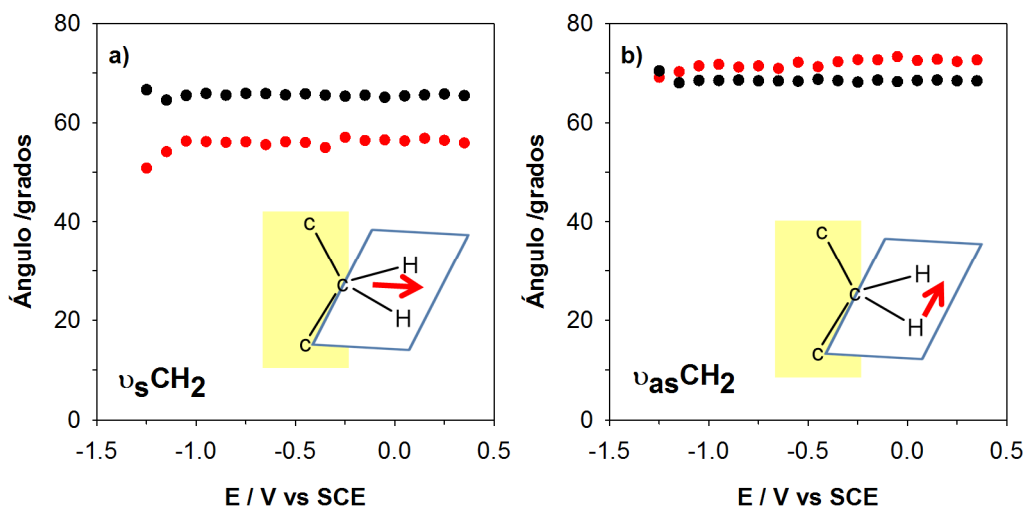 a)
80
60
40
20
0
Ángulo /grados
C
C
C
H
H
υsCH2
-1.5
-1.0
-0.5
0.0
0.5
E / V vs SCE
b)
80
60
40
20
0
Ángulo /grados
C
C
C
H
H
υasCH2
-1.5
-1.0
-0.5
0.0
0.5
E / V vs SCE